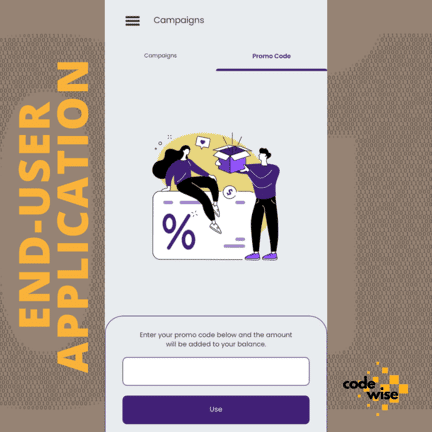 END-USER
APPLICATION
Campaigns
Campaigns
Promo Code
%
$
Enter your promo code below and the amount
will be added to your balance.
Use
code
wise